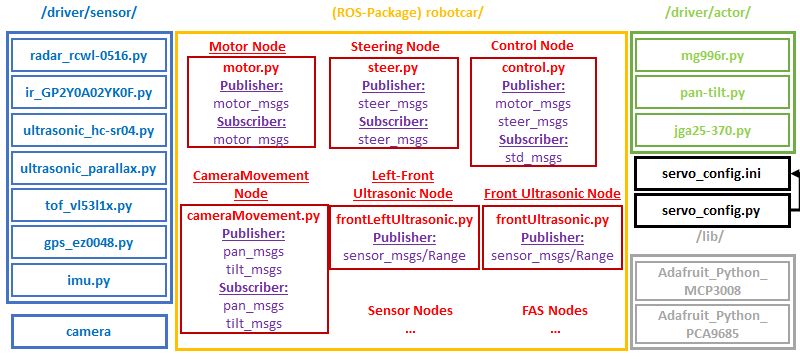 /driver/sensor/
radar_rcwl-0516.py
ir_GP2Y0A02YK0F.py
ultrasonic_hc-sr04.py
ultrasonic_parallax.py
tof_vl53l1x.py
gps_ez0048.py
imu.py
camera
(ROS-Package) robotcar/
Motor Node
motor.py
Publisher:
motor_msgs
Subscriber:
motor_msgs
Steering Node
steer.py
Publisher:
steer_msgs
Subscriber:
steer_msgs
Control Node
control.py
Publisher:
motor_msgs
steer_msgs
Subscriber:
std_msgs
CameraMovement
Node
cameraMovement.py
Publisher:
pan_msgs
tilt_msgs
Subscriber:
pan_msgs
tilt_msgs
Left-Front
Ultrasonic Node
frontLeftUltrasonic.py
Publisher:
sensor_msgs/Range
Front Ultrasonic Node
frontUltrasonic.py
Publisher:
sensor_msgs/Range
Sensor Nodes
...
FAS Nodes
...
/driver/actor/
mg996r.py
pan-tilt.py
jga25-370.py
servo_config.ini
servo_config.py
/lib/
Adafruit_Python_
MCP3008
Adafruit_Python_
PCA9685